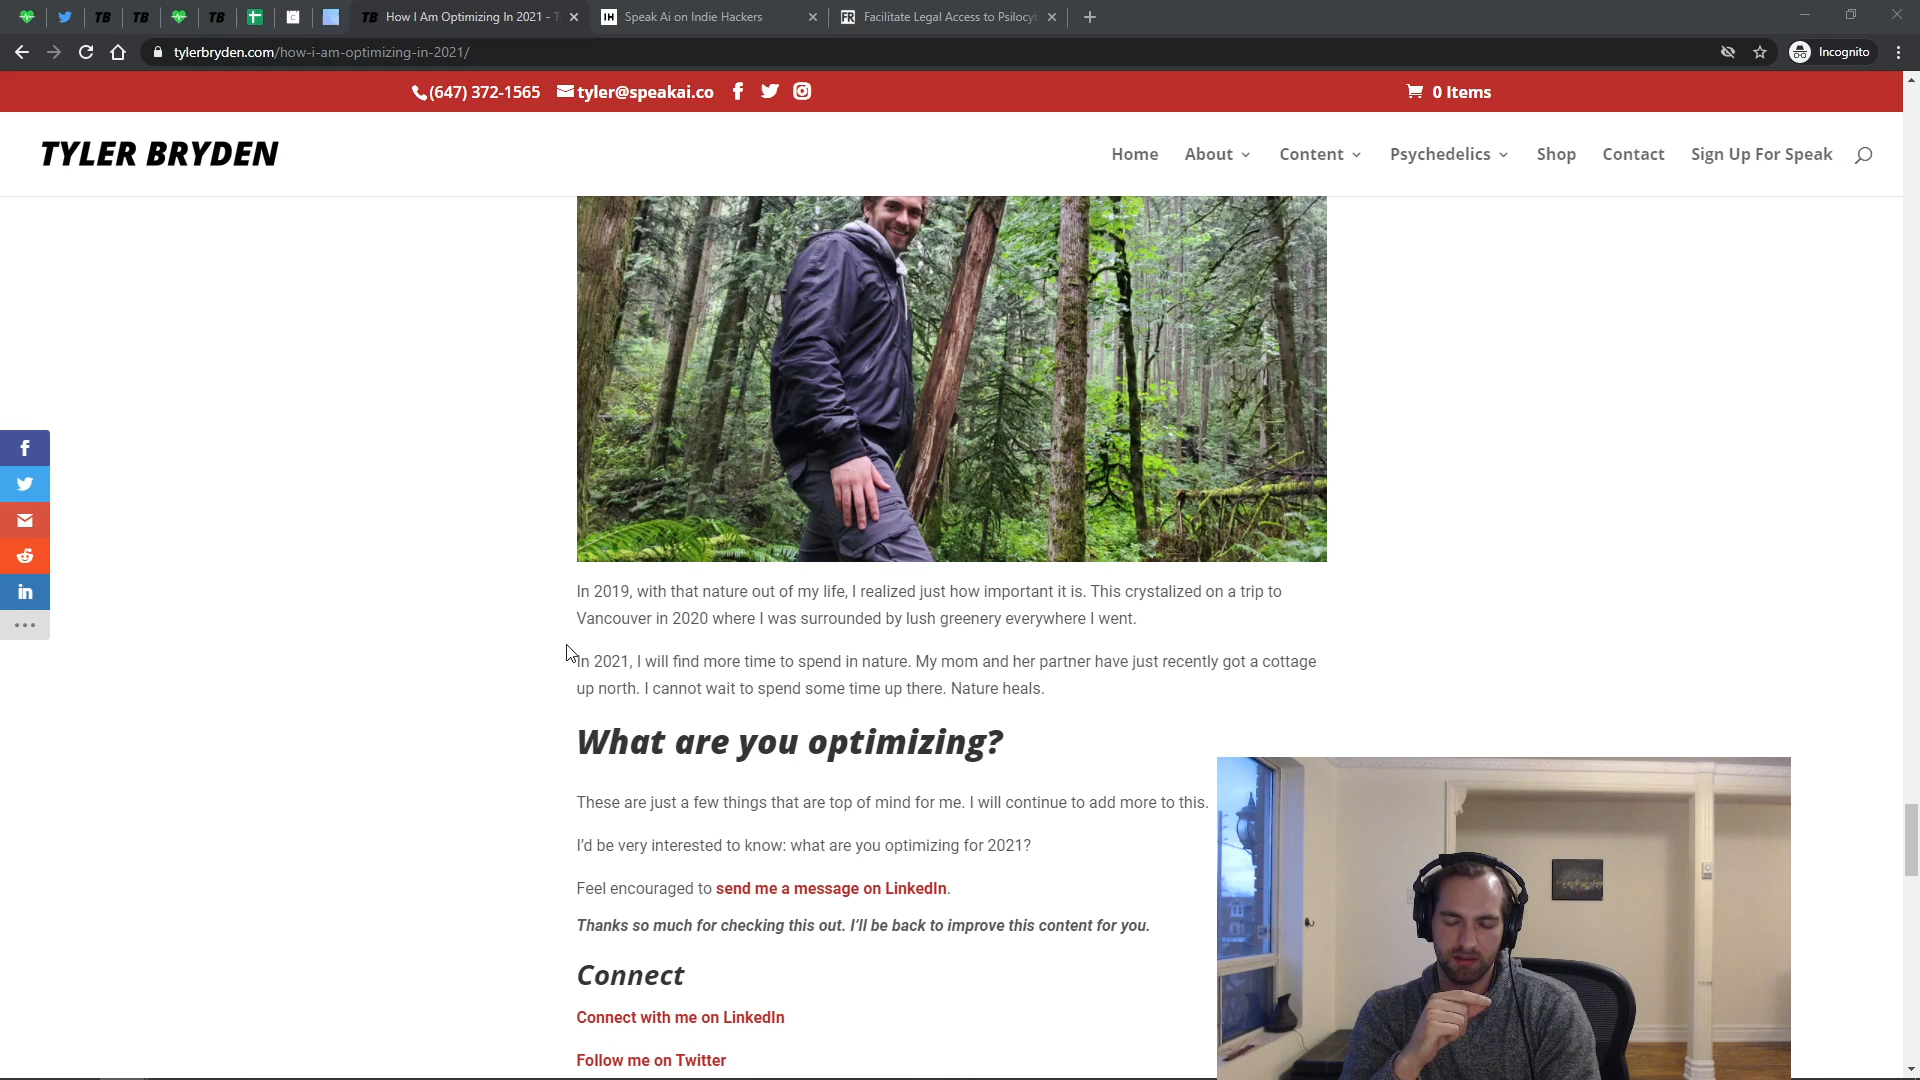 TB
TB
TB
TB How I Am Optimizing In 2021 - T
IH Speak Ai on Indie Hackers
FR Facilitate Legal Access to Psilocyb
tylerbryden.com/how-i-am-optimizing-in-2021/
Incognito
(647) 372-1565 tyler@speakai.co
0 Items
TYLER BRYDEN
Home About Content Psychedelics Shop Contact Sign Up For Speak
In 2019, with that nature out of my life, I realized just how important it is. This crystalized on a trip to
Vancouver in 2020 where I was surrounded by lush greenery everywhere I went.
In 2021, I will find more time to spend in nature. My mom and her partner have just recently got a cottage
up north. I cannot wait to spend some time up there. Nature heals.
What are you optimizing?
These are just a few things that are top of mind for me. I will continue to add more to this.
I'd be very interested to know: what are you optimizing for 2021?
Feel encouraged to send me a message on LinkedIn.
Thanks so much for checking this out. I'll be back to improve this content for you.
Connect
Connect with me on LinkedIn
Follow me on Twitter